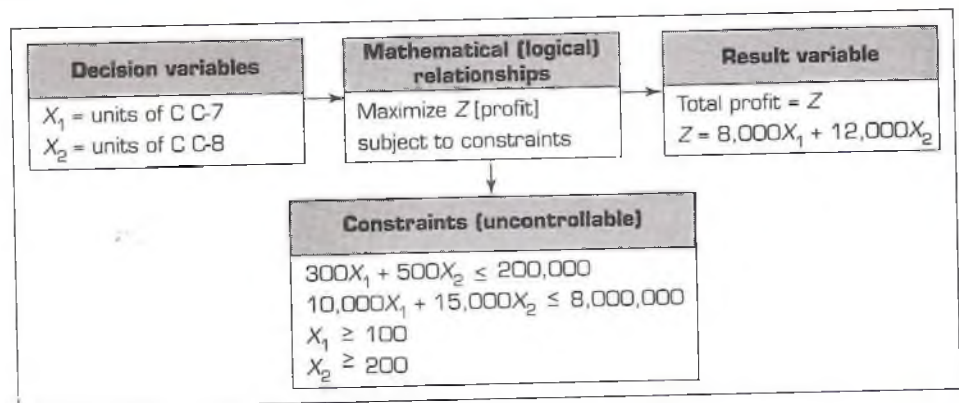 Decision variables
X₁ = units of C C-7
X₂ = units of C C-8
Mathematical (logical)
relationships
Maximize Z [profit]
subject to constraints
Result variable
Total profit = Z
Z = 8,000X₁ + 12,000X₂
Constraints (uncontrollable)
300X₁ + 500X₂ ≤ 200,000
10,000X₁ + 15,000X₂ ≤ 8,000,000
X₁ ≥ 100
X₂ ≥ 200